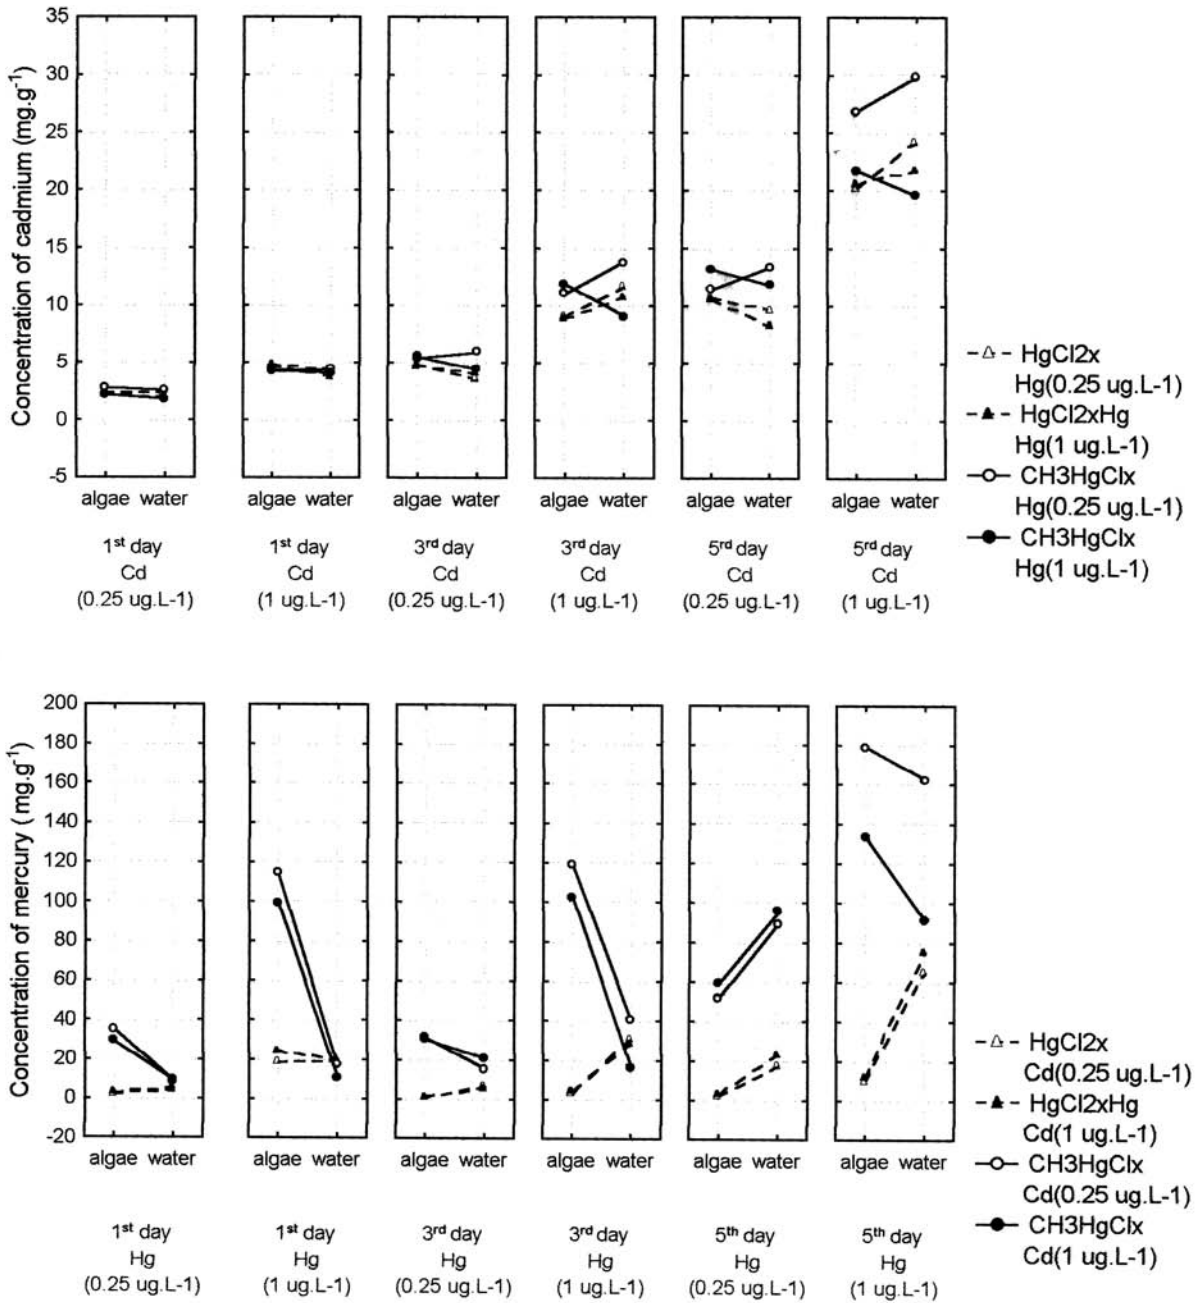 Concentration of cadmium (mg.g-1)
35
30
25
20
15
10
5
0
-5
algae water
algae water
algae water
algae water
algae water
algae water
1st day
Cd
(0.25 ug.L-1)
1st day
Cd
(1 ug.L-1)
3rd day
Cd
(0.25 ug.L-1)
3rd day
Cd
(1 ug.L-1)
5rd day
Cd
(0.25 ug.L-1)
5rd day
Cd
(1 ug.L-1)
HgCl2x
Hg(0.25 ug.L-1)
HgCl2xHg
Hg(1 ug.L-1)
CH3HgClx
Hg(0.25 ug.L-1)
CH3HgClx
Hg(1 ug.L-1)
Concentration of mercury ( mg.g-1)
200
180
160
140
120
100
80
60
40
20
0
-20
algae water
algae water
algae water
algae water
algae water
algae water
1st day
Hg
(0.25 ug.L-1)
1st day
Hg
(1 ug.L-1)
3rd day
Hg
(0.25 ug.L-1)
3rd day
Hg
(1 ug.L-1)
5th day
Hg
(0.25 ug.L-1)
5th day
Hg
(1 ug.L-1)
HgCl2x
Cd(0.25 ug.L-1)
HgCl2xHg
Cd(1 ug.L-1)
CH3HgClx
Cd(0.25 ug.L-1)
CH3HgClx
Cd(1 ug.L-1)